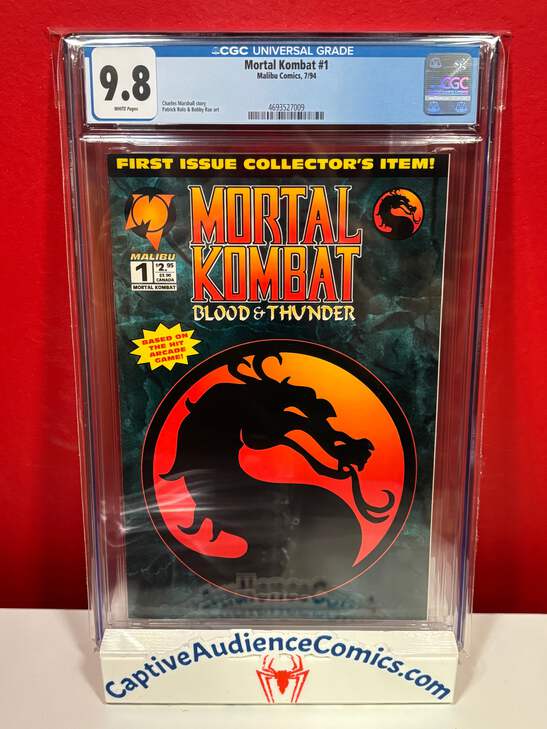 CGC UNIVERSAL GRADE
9.8
WHITE Pages
Mortal Kombat #1
Malibu Comics, 7/94
Charles Marshall story
Patrick Rolo & Bobby Rae art
4693527009
CGC
FIRST ISSUE COLLECTOR'S ITEM!
MALIBU
1
$2.95
CANADA
MORTAL KOMBAT
MORTAL
KOMBAT
BLOOD & THUNDER
BASED ON
THE HIT
ARCADE
GAME!
CaptiveAudienceComics.com